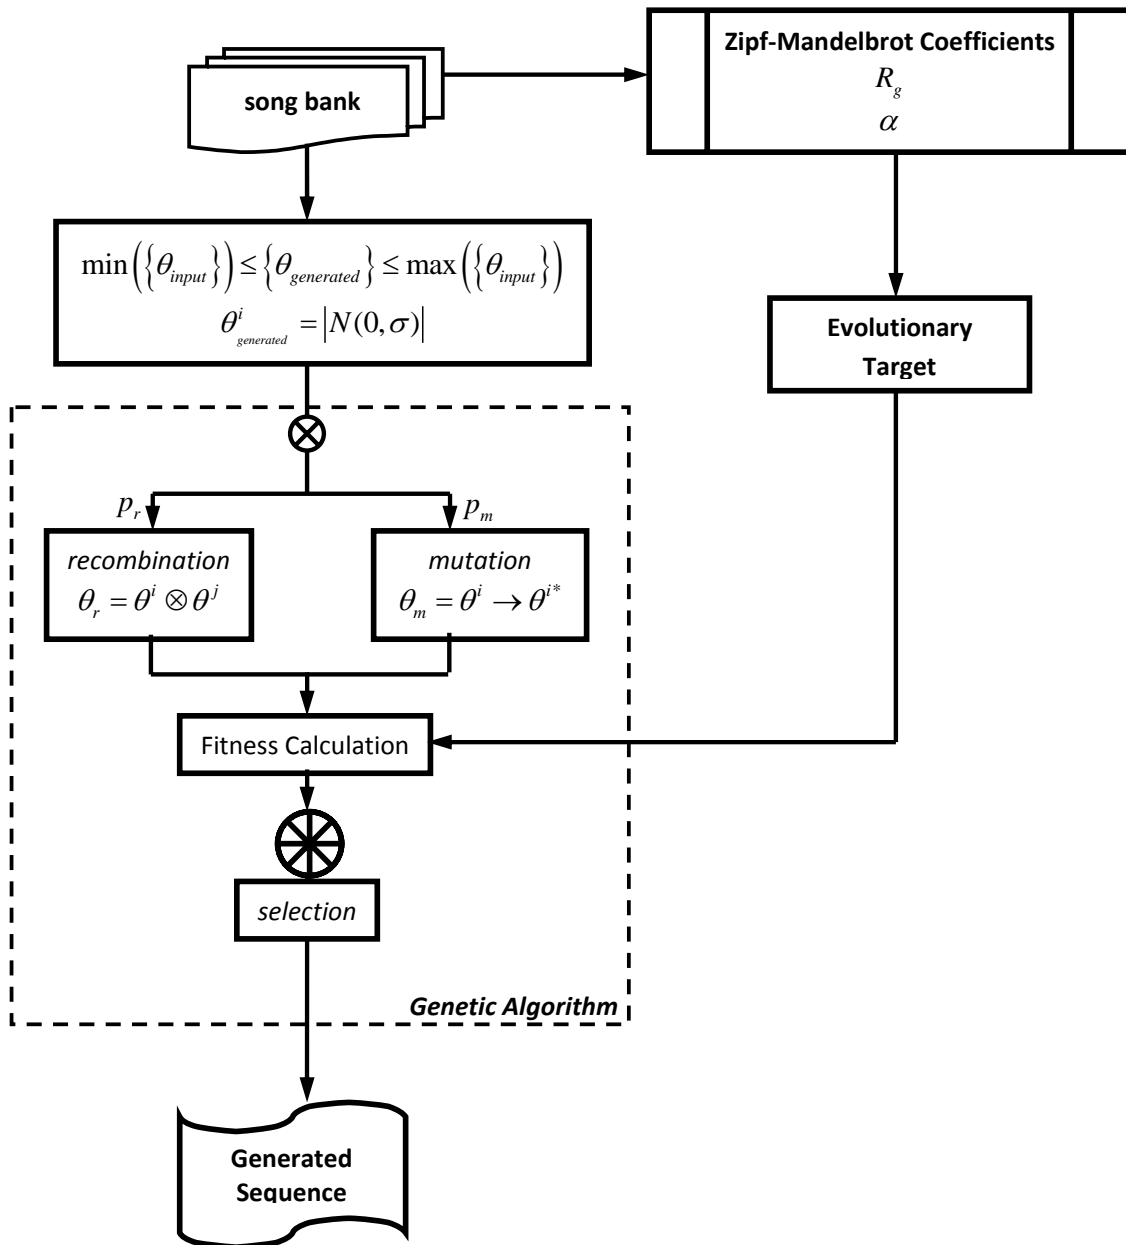 song bank
Zipf-Mandelbrot Coefficients
R_g
α
min({θ_input}) ≤ {θ_generated} ≤ max({θ_input})
θ^i_generated = |N(0,σ)|
Evolutionary
Target
p_r
p_m
recombination
θ_r = θ^i ⊗ θ^j
mutation
θ_m = θ^i → θ^i*
Fitness Calculation
selection
Genetic Algorithm
Generated
Sequence